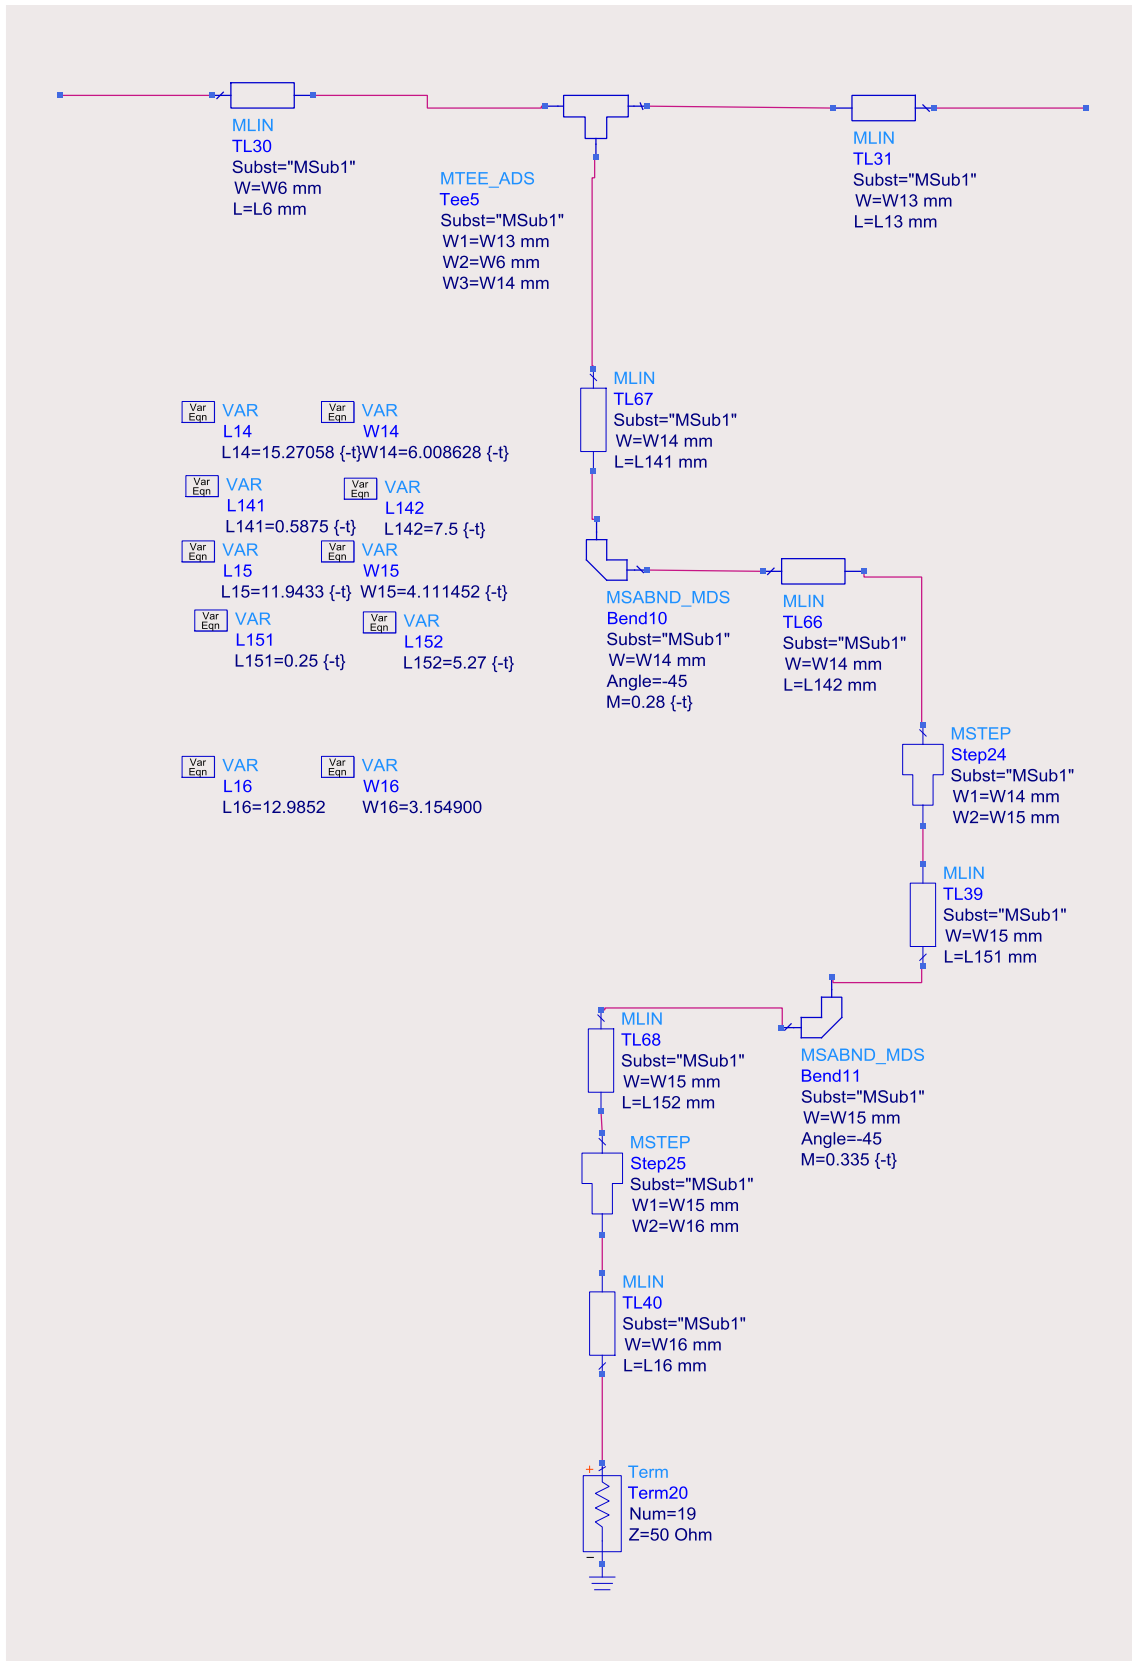 MLIN
TL30
Subst="MSub1"
W=W6 mm
L=L6 mm
MTEE_ADS
Tee5
Subst="MSub1"
W1=W13 mm
W2=W6 mm
W3=W14 mm
MLIN
TL31
Subst="MSub1"
W=W13 mm
L=L13 mm
MLIN
TL67
Subst="MSub1"
W=W14 mm
L=L141 mm
Var
Eqn
VAR
L14
L14=15.27058 {-t}
Var
Eqn
VAR
W14
W14=6.008628 {-t}
Var
Eqn
VAR
L141
L141=0.5875 {-t}
Var
Eqn
VAR
L142
L142=7.5 {-t}
Var
Eqn
VAR
L15
L15=11.9433 {-t}
Var
Eqn
VAR
W15
W15=4.111452 {-t}
Var
Eqn
VAR
L151
L151=0.25 {-t}
Var
Eqn
VAR
L152
L152=5.27 {-t}
Var
Eqn
VAR
L16
L16=12.9852
Var
Eqn
VAR
W16
W16=3.154900
MSABND_MDS
Bend10
Subst="MSub1"
W=W14 mm
Angle=-45
M=0.28 {-t}
MLIN
TL66
Subst="MSub1"
W=W14 mm
L=L142 mm
MSTEP
Step24
Subst="MSub1"
W1=W14 mm
W2=W15 mm
MLIN
TL39
Subst="MSub1"
W=W15 mm
L=L151 mm
MSABND_MDS
Bend11
Subst="MSub1"
W=W15 mm
Angle=-45
M=0.335 {-t}
MLIN
TL68
Subst="MSub1"
W=W15 mm
L=L152 mm
MSTEP
Step25
Subst="MSub1"
W1=W15 mm
W2=W16 mm
MLIN
TL40
Subst="MSub1"
W=W16 mm
L=L16 mm
+
Term
Term20
Num=19
Z=50 Ohm
−